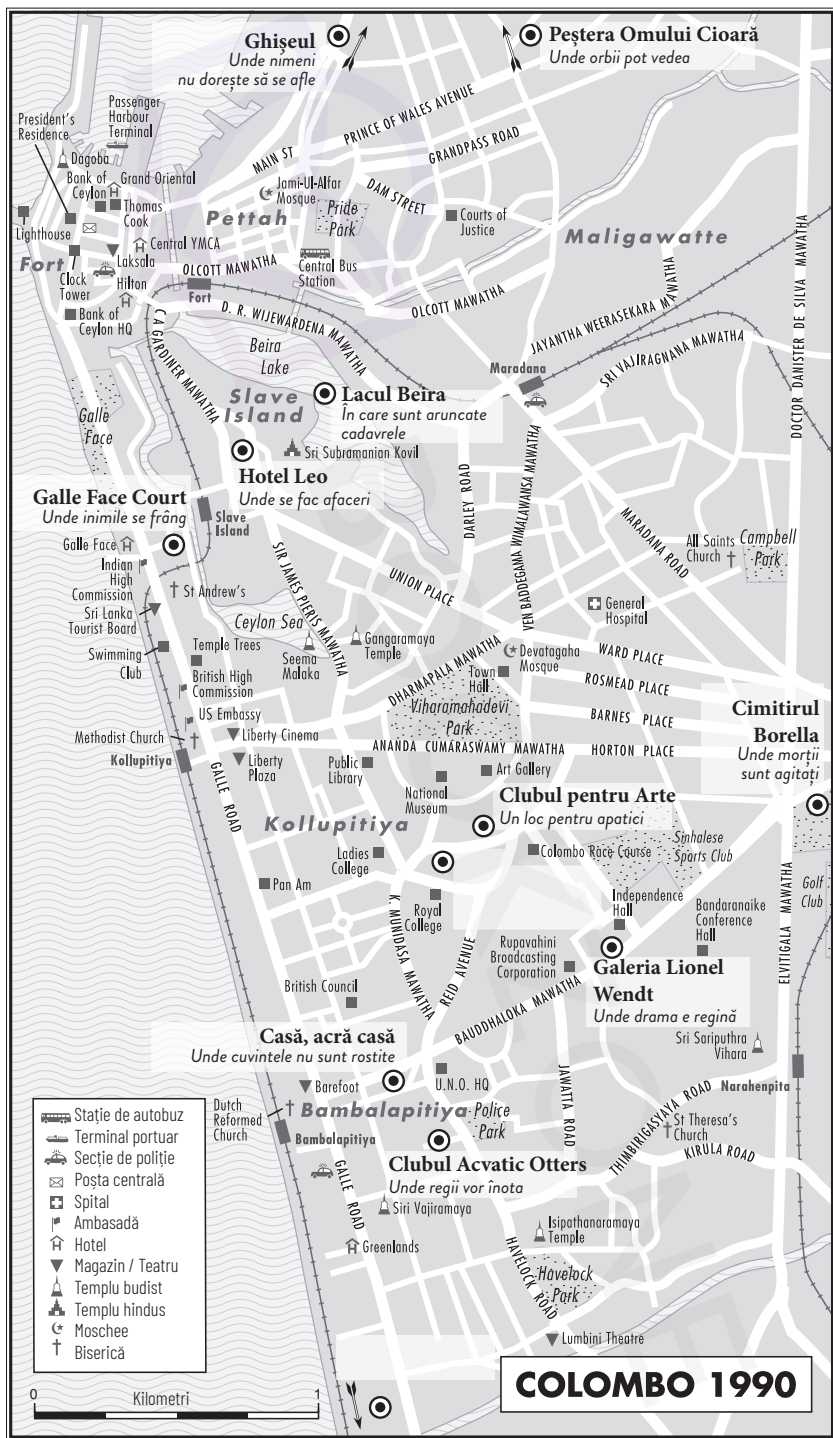 Ghișeul
Unde nimeni
nu dorește să se afle
Peștera Omului Cioară
Unde orbii pot vedea
Passenger
Harbour
Terminal
President's
Residence
Dagoba
Bank of
Ceylon
Grand Oriental
Thomas
Cook
Lighthouse
Fort
Clock
Tower
Central YMCA
Laksala
Hilton
Bank of
Ceylon HQ
MAIN ST
PRINCE OF WALES AVENUE
GRANDPASS ROAD
Jami-Ul-Alfar
Mosque
DAM STREET
Pettah
Pride
Park
Courts of
Justice
Maligawatte
OLCOTT MAWATHA
Central Bus
Station
Fort
OLCOTT MAWATHA
D. R. WIJEWARDENA MAWATHA
JAYANTHA WEERASEKARA MAWATHA
SRI VAJIRAGNANA MAWATHA
DOCTOR DANISTER DE SILVA MAWATHA
C A GARDINER MAWATHA
Beira
Lake
Maradana
Slave
Island
Lacul Beira
În care sunt aruncate
cadavrele
Galle
Face
Sri Subramanian Kovil
Hotel Leo
Unde se fac afaceri
Galle Face Court
Unde inimile se frâng
Slave
Island
DARLEY ROAD
VEN BADDEGAMA WIMALAWANSA MAWATHA
MARADANA ROAD
All Saints
Church
Campbell
Park
Galle Face
Indian
High
Commission
St Andrew's
Sri Lanka
Tourist Board
SIR JAMES PIERIS MAWATHA
UNION PLACE
General
Hospital
Ceylon Sea
Swimming
Club
Temple Trees
Seema
Malaka
Gangaramaya
Temple
British High
Commission
DHARMAPALA MAWATHA
Town
Hall
Devatagaha
Mosque
WARD PLACE
ROSMEAD PLACE
BARNES PLACE
HORTON PLACE
Viharamahadevi
Park
US Embassy
Methodist Church
Liberty Cinema
Kollupitiya
Liberty
Plaza
ANANDA CUMARASWAMY MAWATHA
Public
Library
National
Museum
Art Gallery
Cimitirul
Borella
Unde morții
sunt agitați
GALLE ROAD
Clubul pentru Arte
Un loc pentru apatici
Kollupitiya
Ladies
College
Colombo Race Course
Sinhalese
Sports Club
Golf
Club
Pan Am
Royal
College
K. MUNIDASA MAWATHA
REID AVENUE
Independence
Hall
Bandaranaike
Conference
Hall
ELVITIGALA MAWATHA
Rupavahini
Broadcasting
Corporation
Galeria Lionel
Wendt
Unde drama e regină
British Council
BAUDDHALOKA MAWATHA
Casă, acră casă
Unde cuvintele nu sunt rostite
Sri Sariputhra
Vihara
Barefoot
U.N.O. HQ
JAWATTA ROAD
Narahenpita
Dutch
Reformed
Church
Bambalapitiya
Police
Park
THIMBIRIGASYAYA ROAD
St Theresa's
Church
KIRULA ROAD
Bambalapitiya
Clubul Acvatic Otters
Unde regii vor înota
GALLE ROAD
Siri Vajiramaya
Isipathanaramaya
Temple
Greenlands
HAVELOCK ROAD
Havelock
Park
Lumbini Theatre
Stație de autobuz
Terminal portuar
Secție de poliție
Poșta centrală
Spital
Ambasadă
Hotel
Magazin / Teatru
Templu budist
Templu hindus
Moschee
Biserică
0 Kilometri 1
COLOMBO 1990